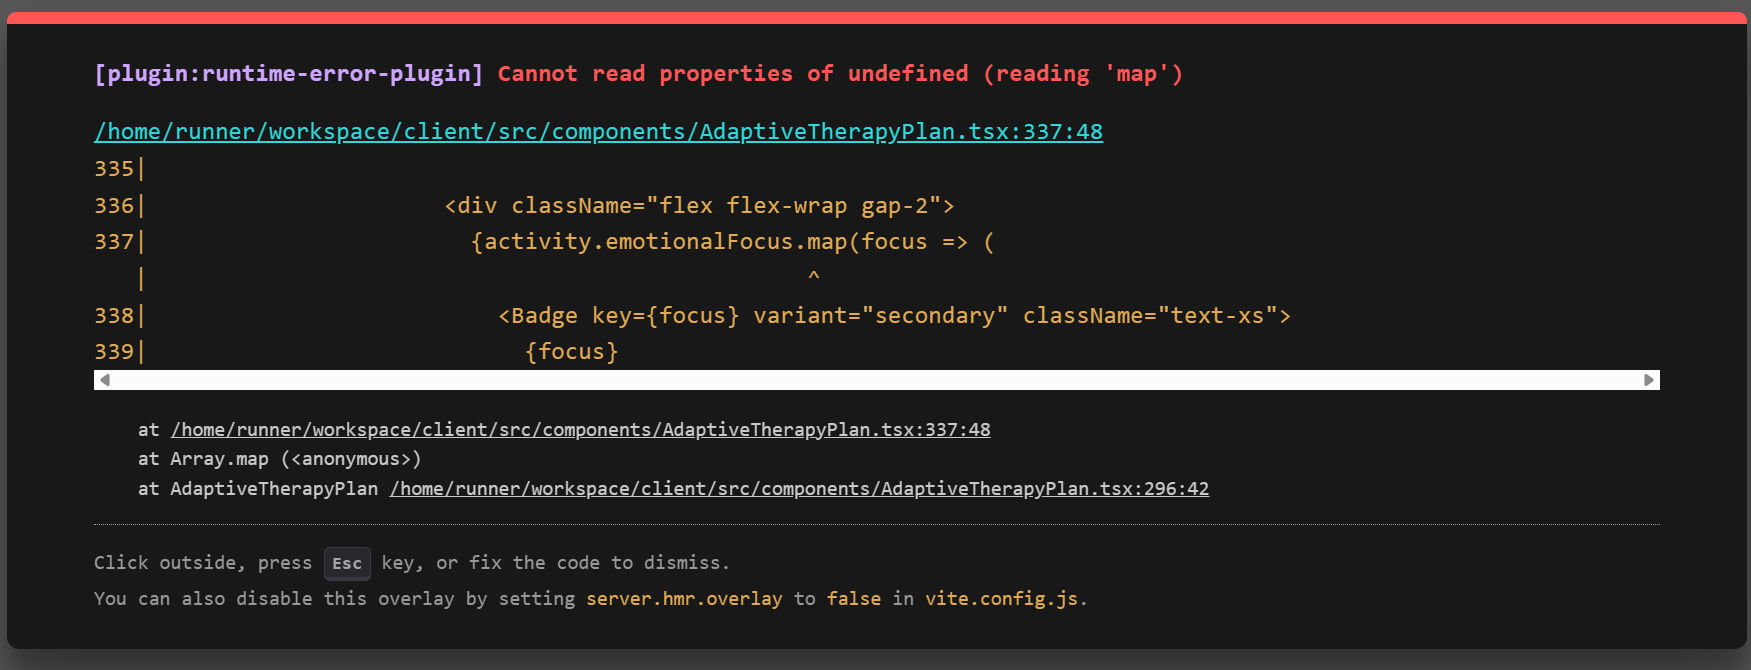 [plugin:runtime-error-plugin] Cannot read properties of undefined (reading 'map')
/home/runner/workspace/client/src/components/AdaptiveTherapyPlan.tsx:337:48
335|
336|                      <div className="flex flex-wrap gap-2">
337|                        {activity.emotionalFocus.map(focus => (
   |                                                 ^
338|                          <Badge key={focus} variant="secondary" className="text-xs">
339|                            {focus}
at /home/runner/workspace/client/src/components/AdaptiveTherapyPlan.tsx:337:48
at Array.map (<anonymous>)
at AdaptiveTherapyPlan /home/runner/workspace/client/src/components/AdaptiveTherapyPlan.tsx:296:42
Click outside, press Esc key, or fix the code to dismiss.
You can also disable this overlay by setting server.hmr.overlay to false in vite.config.js.